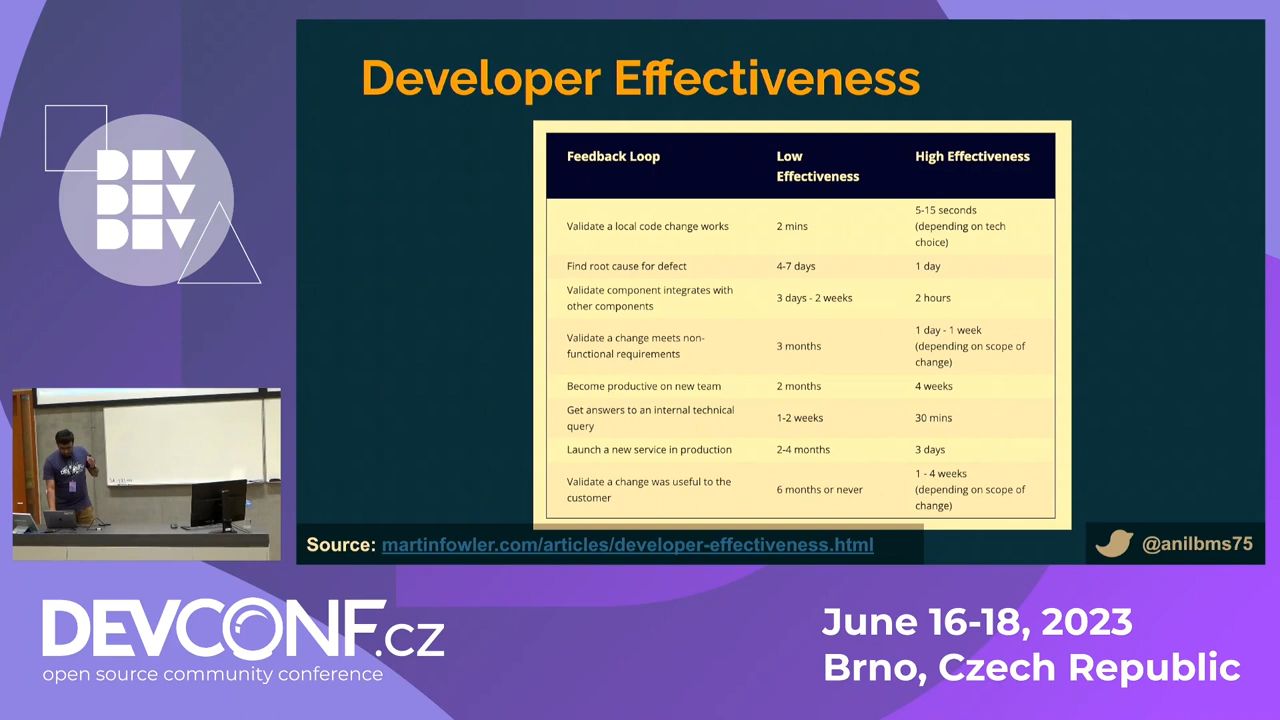 Developer Effectiveness
Feedback Loop
Low
Effectiveness
High Effectiveness
Validate a local code change works
2 mins
5-15 seconds
(depending on tech
choice)
Find root cause for defect
4-7 days
1 day
Validate component integrates with
other components
3 days - 2 weeks
2 hours
Validate a change meets non-
functional requirements
3 months
1 day - 1 week
(depending on scope of
change)
Become productive on new team
2 months
4 weeks
Get answers to an internal technical
query
1-2 weeks
30 mins
Launch a new service in production
2-4 months
3 days
Validate a change was useful to the
customer
6 months or never
1 - 4 weeks
(depending on scope of
change)
Source: martinfowler.com/articles/developer-effectiveness.html
@anilbms75
DEV
DEV
DEV
DEVCONF.CZ
open source community conference
June 16-18, 2023
Brno, Czech Republic